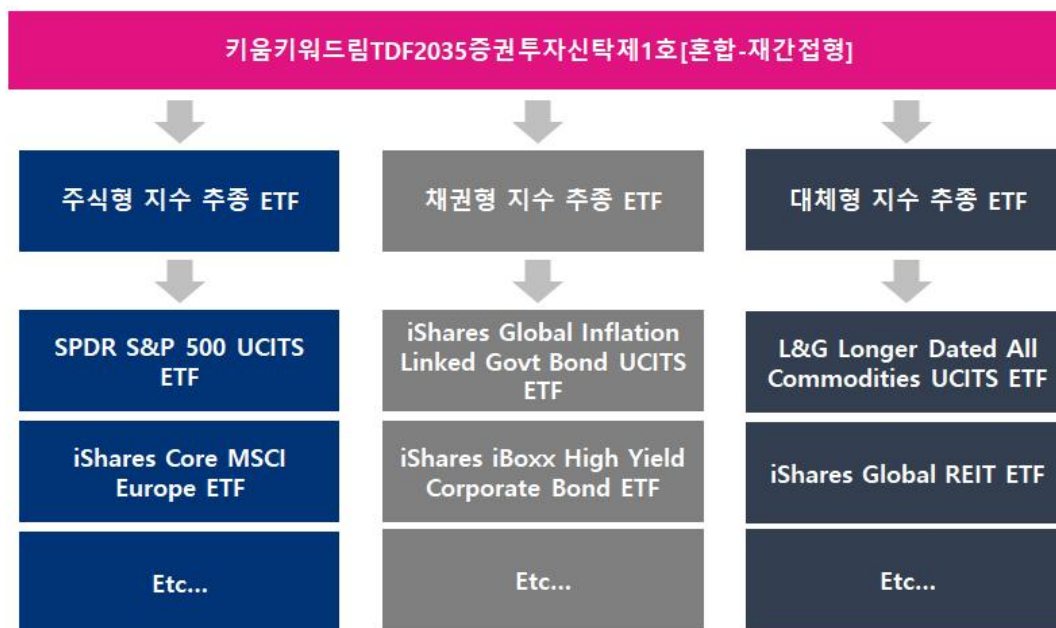 키움키워드림TDF2035증권투자신탁제1호[혼합-재간접형]
주식형 지수 추종 ETF
채권형 지수 추종 ETF
대체형 지수 추종 ETF
SPDR S&P 500 UCITS
ETF
iShares Global Inflation
Linked Govt Bond UCITS
ETF
L&G Longer Dated All
Commodities UCITS ETF
iShares Core MSCI
Europe ETF
iShares iBoxx High Yield
Corporate Bond ETF
iShares Global REIT ETF
Etc...
Etc...
Etc...